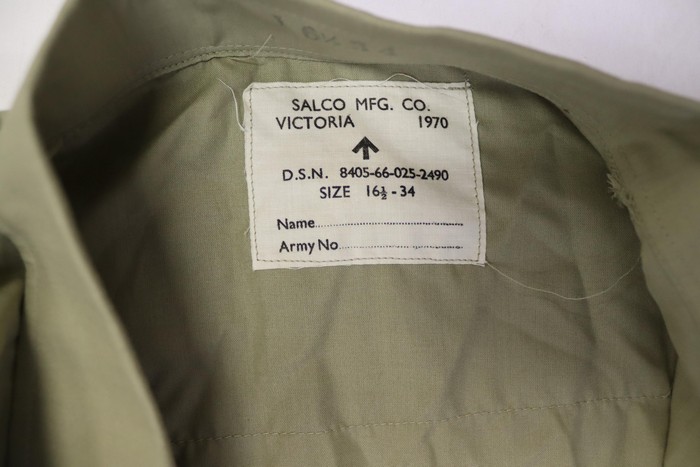 SALCO MFG. CO.
VICTORIA 1970
D.S.N. 8405-66-025-2490
SIZE 16½-34
Name
Army No